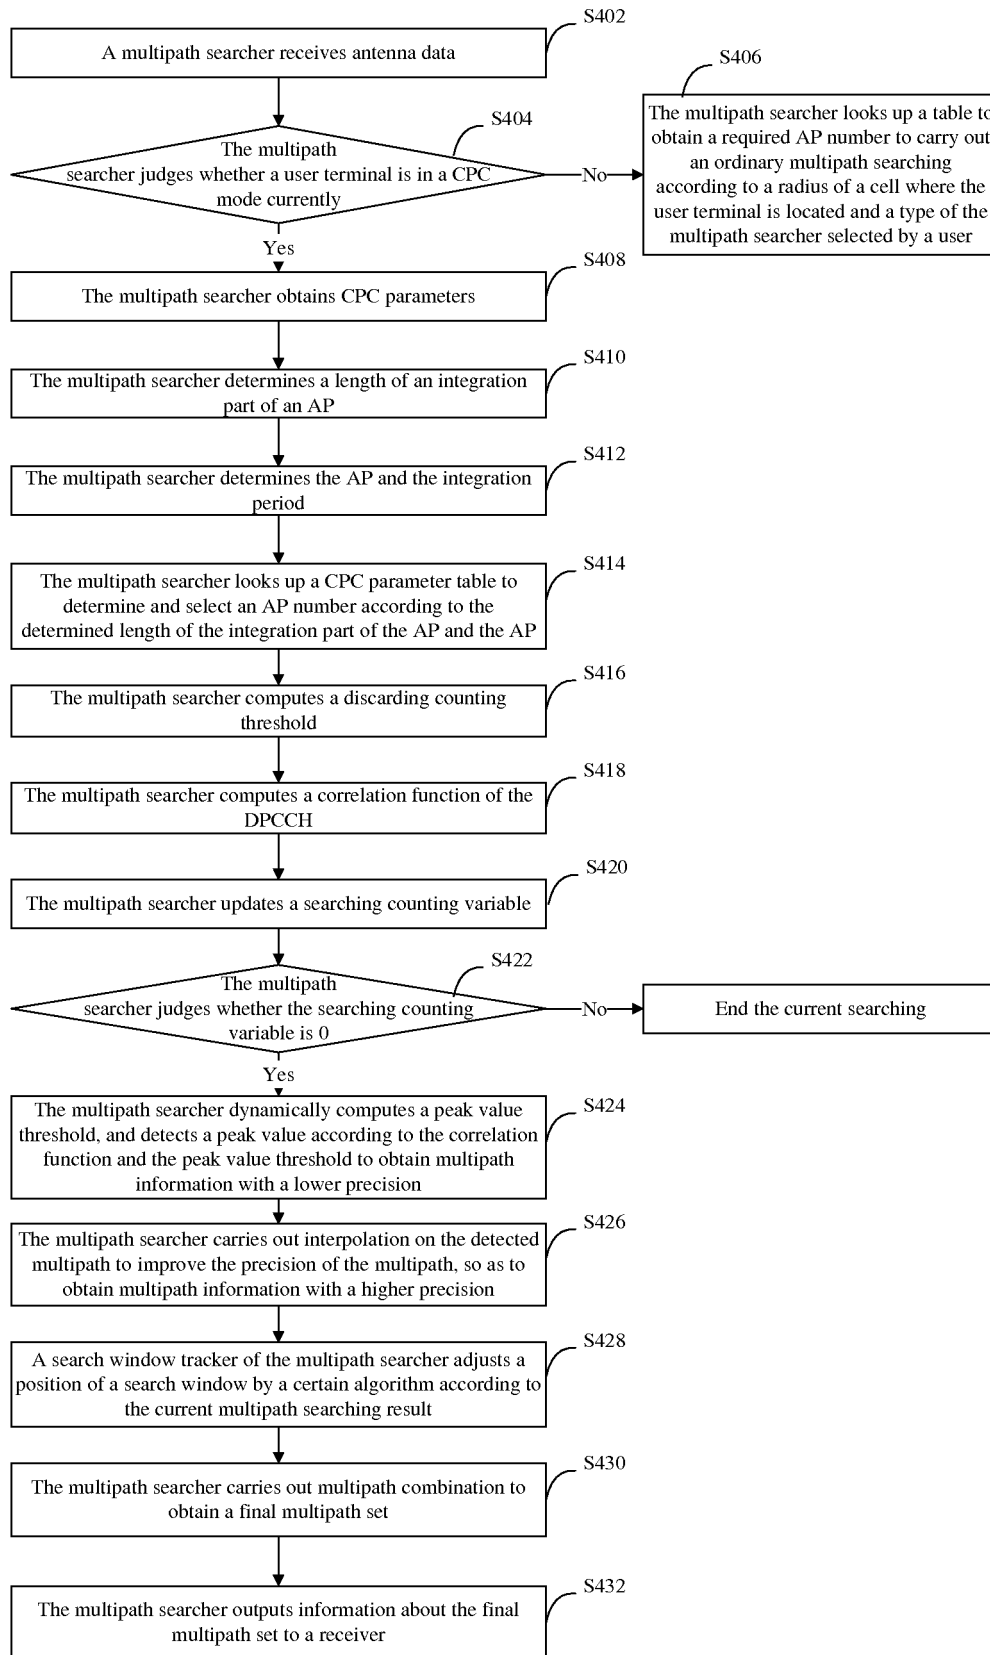 S402
A multipath searcher receives antenna data
S404
The multipath
searcher judges whether a user terminal is in a CPC
mode currently
No
Yes
S406
The multipath searcher looks up a table to
obtain a required AP number to carry out
an ordinary multipath searching
according to a radius of a cell where the
user terminal is located and a type of the
multipath searcher selected by a user
S408
The multipath searcher obtains CPC parameters
S410
The multipath searcher determines a length of an integration
part of an AP
S412
The multipath searcher determines the AP and the integration
period
S414
The multipath searcher looks up a CPC parameter table to
determine and select an AP number according to the
determined length of the integration part of the AP and the AP
S416
The multipath searcher computes a discarding counting
threshold
S418
The multipath searcher computes a correlation function of the
DPCCH
S420
The multipath searcher updates a searching counting variable
S422
The multipath
searcher judges whether the searching counting
variable is 0
No
End the current searching
Yes
S424
The multipath searcher dynamically computes a peak value
threshold, and detects a peak value according to the correlation
function and the peak value threshold to obtain multipath
information with a lower precision
S426
The multipath searcher carries out interpolation on the detected
multipath to improve the precision of the multipath, so as to
obtain multipath information with a higher precision
S428
A search window tracker of the multipath searcher adjusts a
position of a search window by a certain algorithm according to
the current multipath searching result
S430
The multipath searcher carries out multipath combination to
obtain a final multipath set
S432
The multipath searcher outputs information about the final
multipath set to a receiver